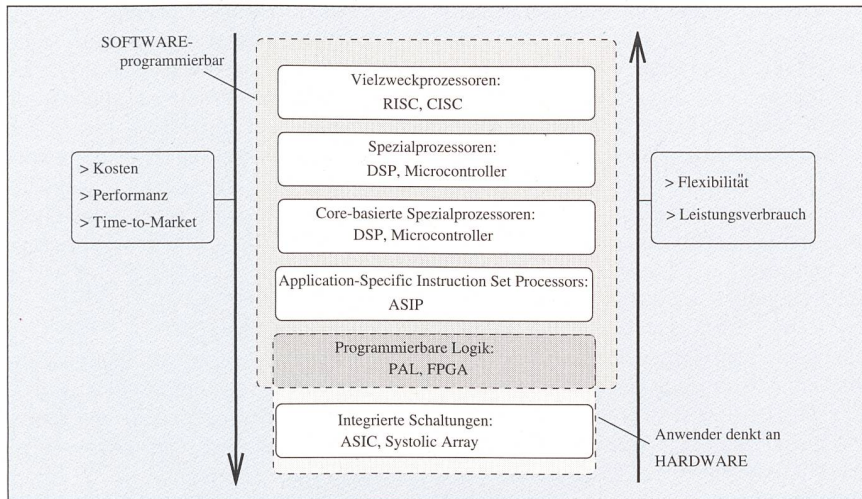 SOFTWARE-
programmierbar
Vielzweckprozessoren:
RISC, CISC
Spezialprozessoren:
DSP, Microcontroller
> Kosten
> Performanz
> Time-to-Market
> Flexibilität
> Leistungsverbrauch
Core-basierte Spezialprozessoren:
DSP, Microcontroller
Application-Specific Instruction Set Processors:
ASIP
Programmierbare Logik:
PAL, FPGA
Integrierte Schaltungen:
ASIC, Systolic Array
Anwender denkt an
HARDWARE